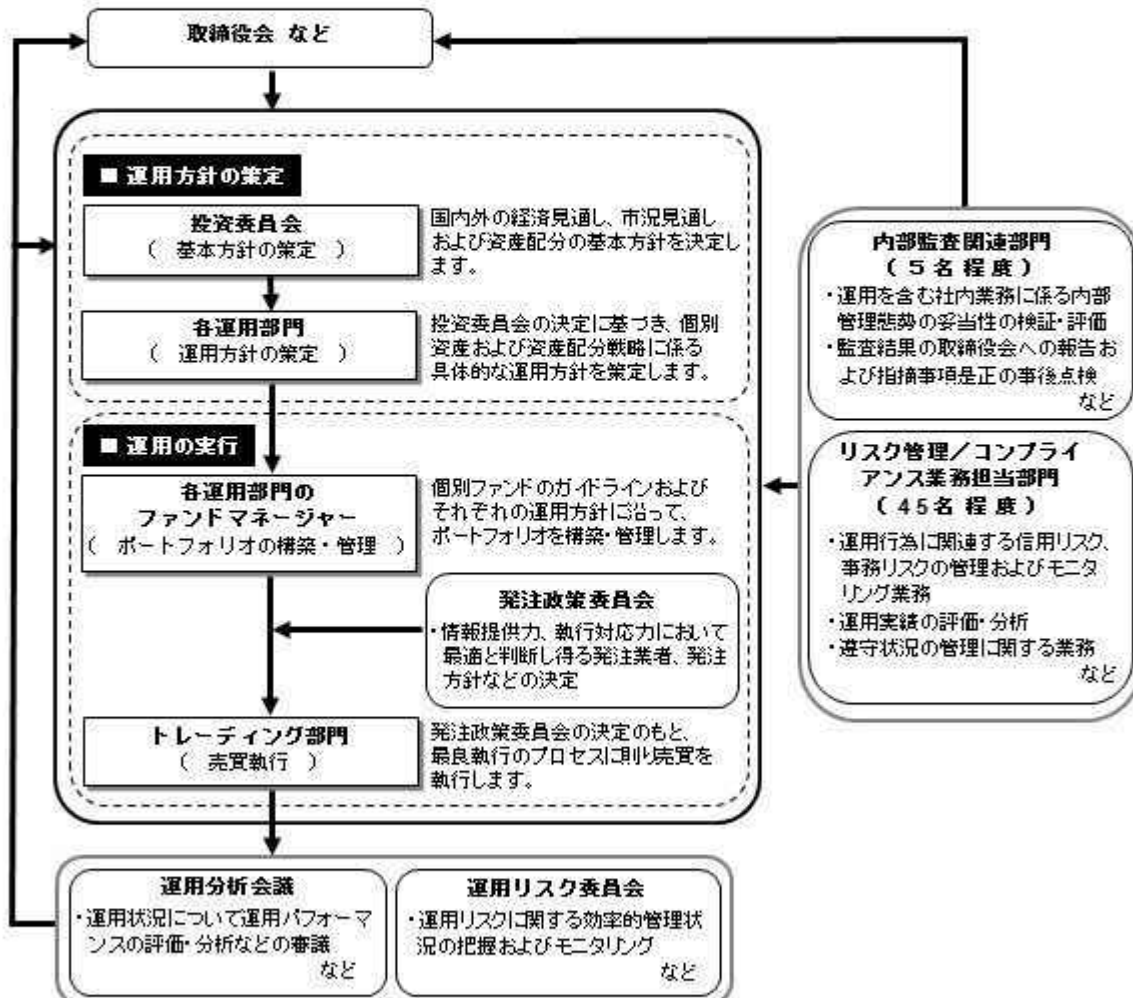 取締役会 など
■ 運用方針の策定
投資委員会
( 基本方針の策定 )
国内外の経済見通し、市況見通し
および資産配分の基本方針を決定し
ます。
各運用部門
( 運用方針の策定 )
投資委員会の決定に基づき、個別
資産および資産配分戦略に係る
具体的な運用方針を策定します。
■ 運用の実行
各運用部門の
ファンドマネージャー
( ポートフォリオの構築・管理 )
個別ファンドのガイドラインおよび
それぞれの運用方針に沿って、
ポートフォリオを構築・管理します。
発注政策委員会
・情報提供力、執行対応力において
最適と判断し得る発注業者、発注
方針などの決定
トレーディング部門
( 売買執行 )
発注政策委員会の決定のもと、
最良執行のプロセスに則り売買を
執行します。
内部監査関連部門
(5名程度)
・運用を含む社内業務に係る内部
管理態勢の妥当性の検証・評価
・監査結果の取締役会への報告お
よび指摘事項是正の事後点検
など
リスク管理/コンプライ
アンス業務担当部門
(45名程度)
・運用行為に関連する信用リスク、
事務リスクの管理およびモニタ
リング業務
・運用実績の評価・分析
・遵守状況の管理に関する業務
など
運用分析会議
・運用状況について運用パフォーマ
ンスの評価・分析などの審議
など
運用リスク委員会
・運用リスクに関する効率的管理状
況の把握およびモニタリング
など